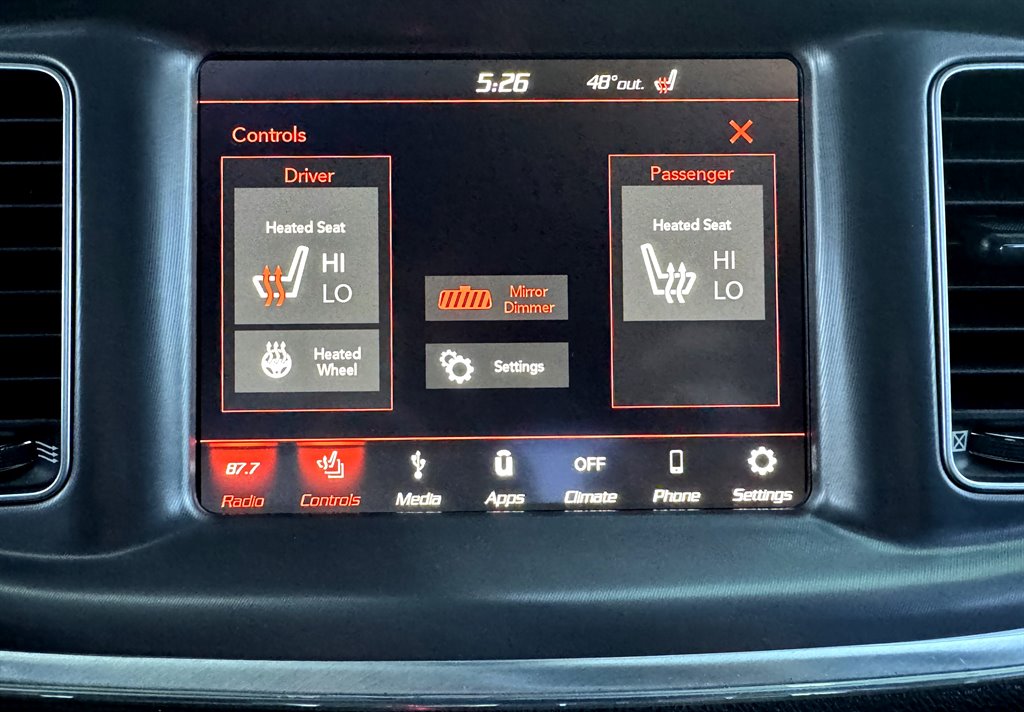 5:26 48°out.
Controls
Driver
Heated Seat
HI
LO
Heated
Wheel
Mirror
Dimmer
Settings
Passenger
Heated Seat
HI
LO
87.7 OFF
Radio Controls Media Apps Climate Phone Settings